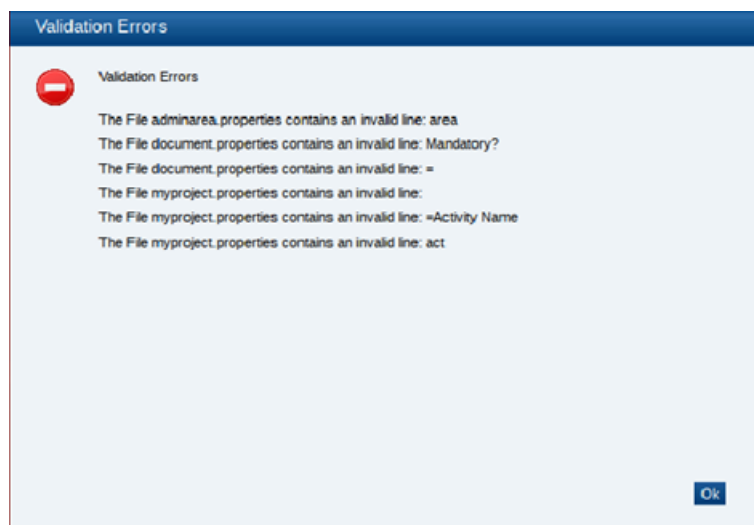 Validation Errors
Validation Errors
The File adminarea.properties contains an invalid line: area
The File document.properties contains an invalid line: Mandatory?
The File document.properties contains an invalid line: =
The File myproject.properties contains an invalid line:
The File myproject.properties contains an invalid line: =Activity Name
The File myproject.properties contains an invalid line: act
Ok